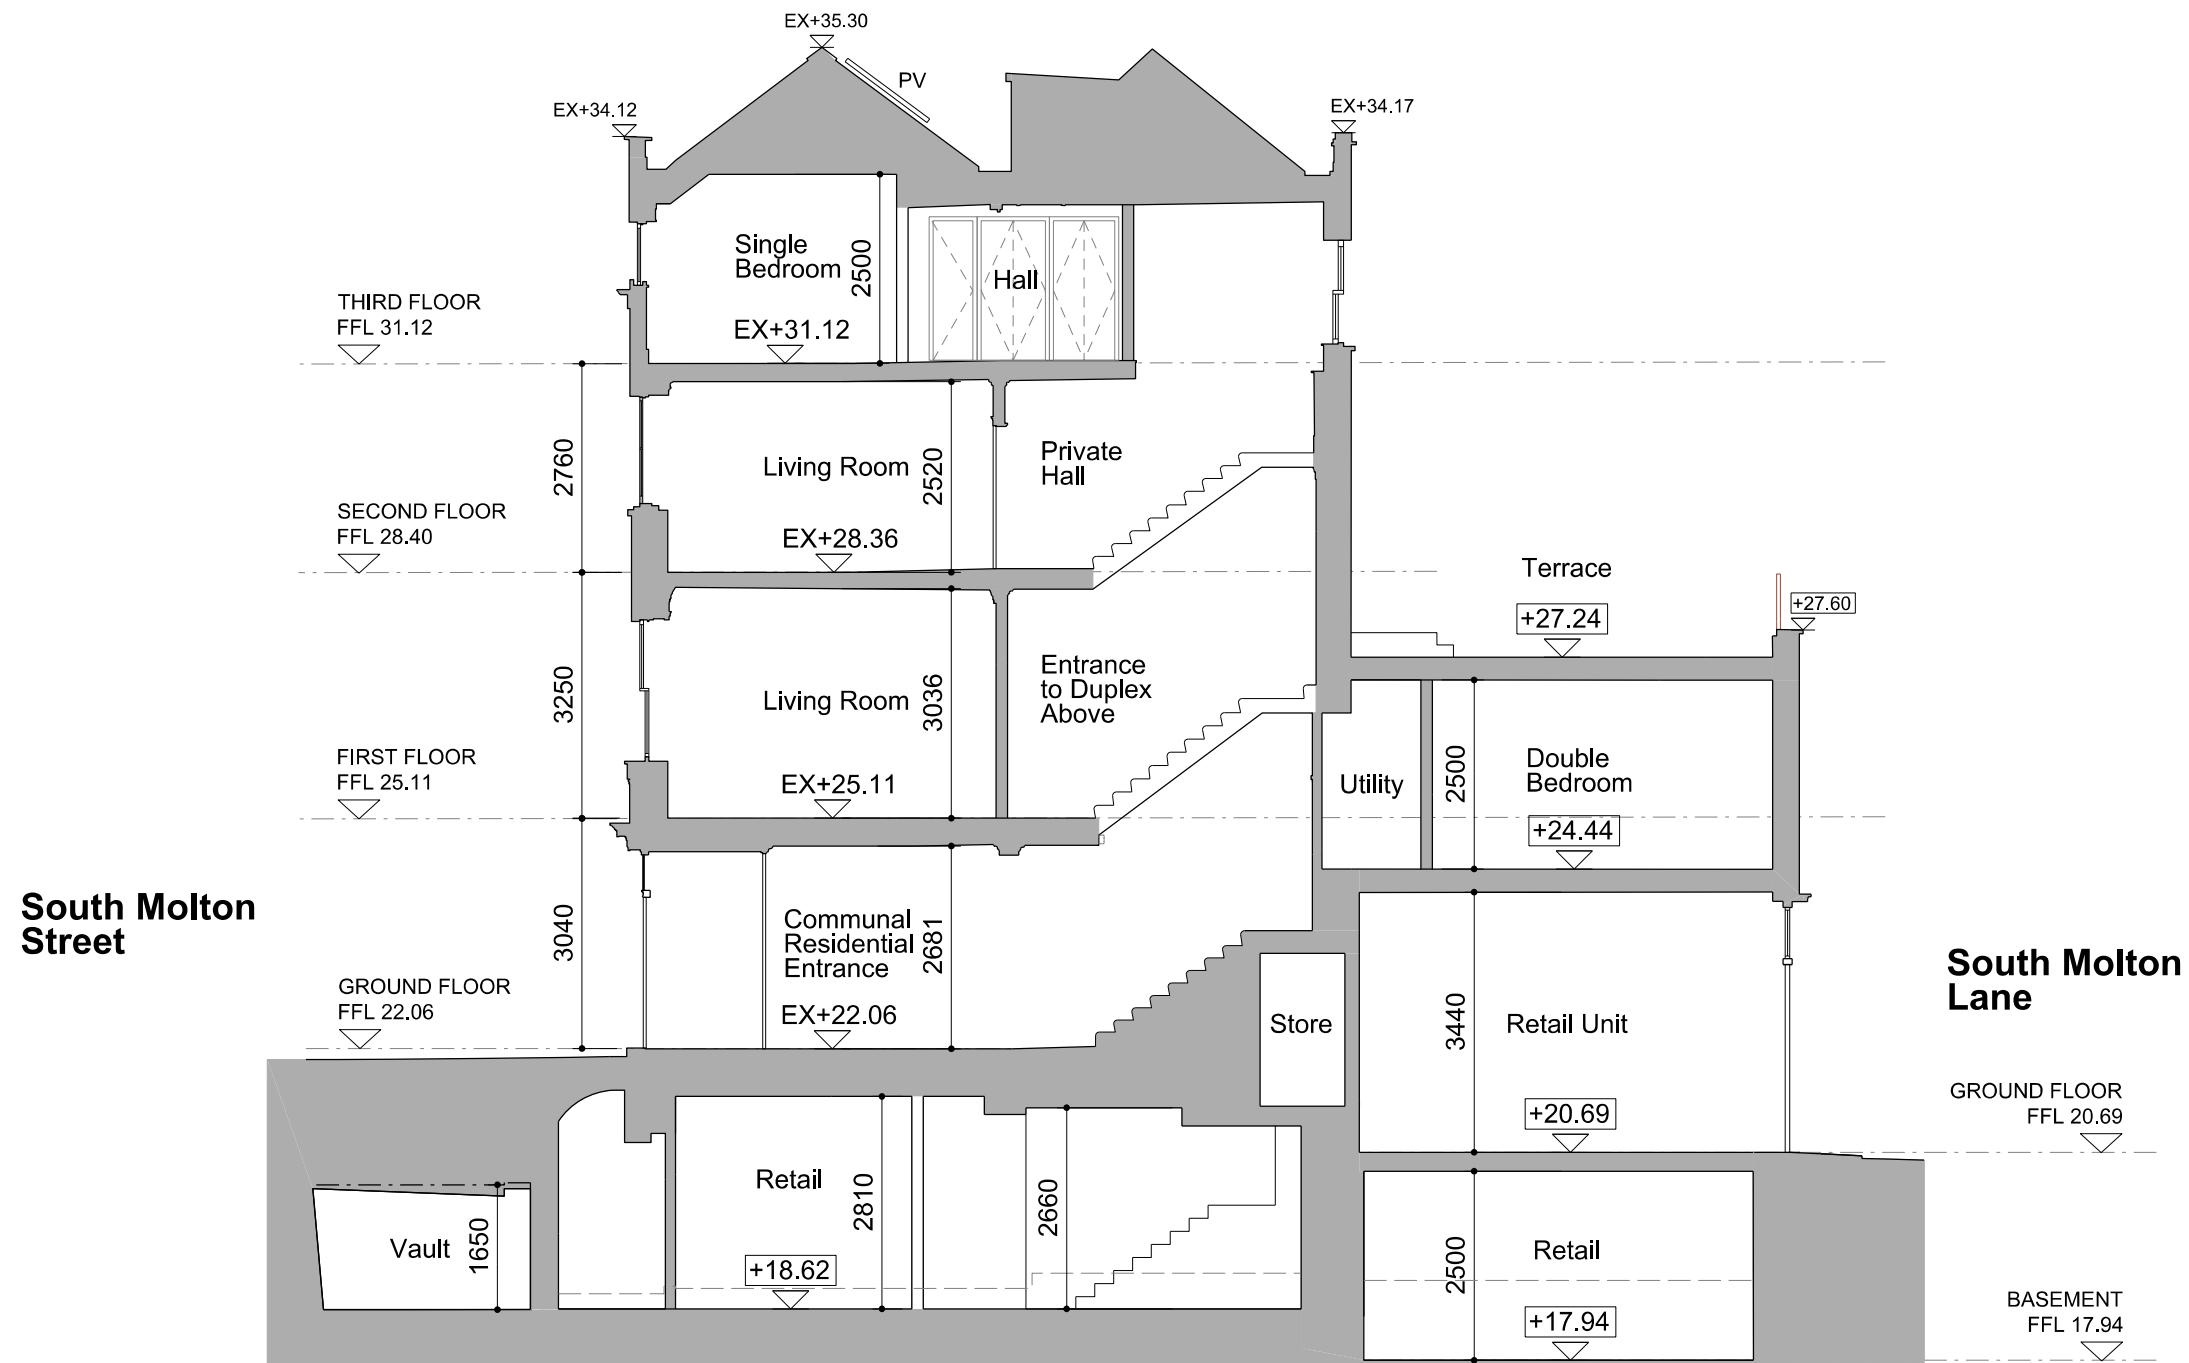 EX+35.30
PV
EX+34.12
EX+34.17
Single
Bedroom
2500
Hall
EX+31.12
THIRD FLOOR
FFL 31.12
2760
Living Room
2520
Private
Hall
EX+28.36
SECOND FLOOR
FFL 28.40
Terrace
+27.24
+27.60
3250
Living Room
3036
Entrance
to Duplex
Above
EX+25.11
FIRST FLOOR
FFL 25.11
Utility
2500
Double
Bedroom
+24.44
South Molton
Street
3040
Communal
Residential
Entrance
2681
EX+22.06
GROUND FLOOR
FFL 22.06
Store
3440
Retail Unit
+20.69
South Molton
Lane
GROUND FLOOR
FFL 20.69
Vault
1650
Retail
2810
2660
+18.62
2500
Retail
+17.94
BASEMENT
FFL 17.94